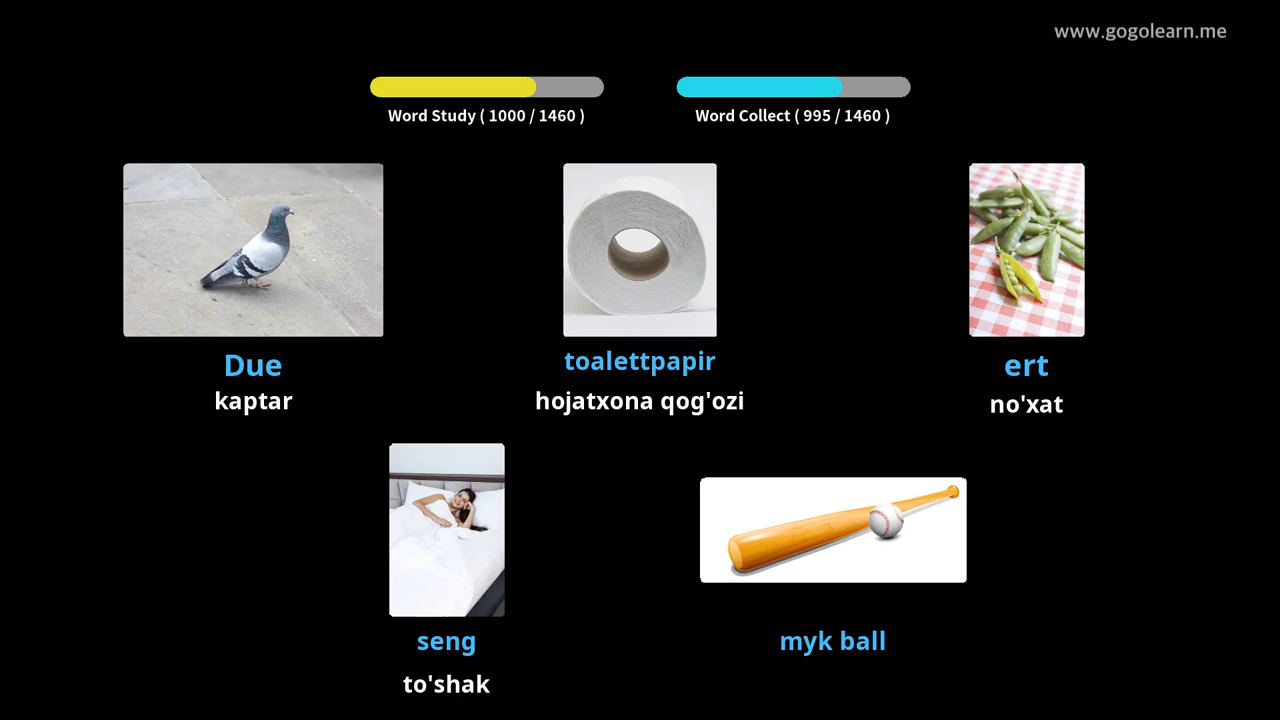 www.gogolearn.me
Word Study ( 1000 / 1460 )
Word Collect ( 995 / 1460 )
Due
toalettpapir
ert
kaptar
hojatxona qog'ozi
no'xat
seng
myk ball
to'shak